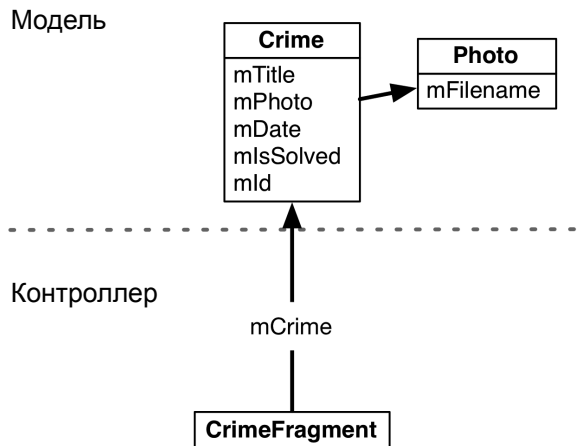 Модель
Crime
mTitle
mPhoto
mDate
mIsSolved
mId
Photo
mFilename
Контроллер
mCrime
CrimeFragment